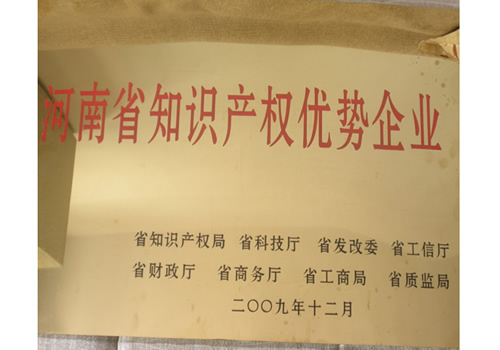 河南省知识产权优势企业
省知识产权局 省科技厅 省发改委 省工信厅
省财政厅 省商务厅 省工商局 省质监局
二〇〇九年十二月